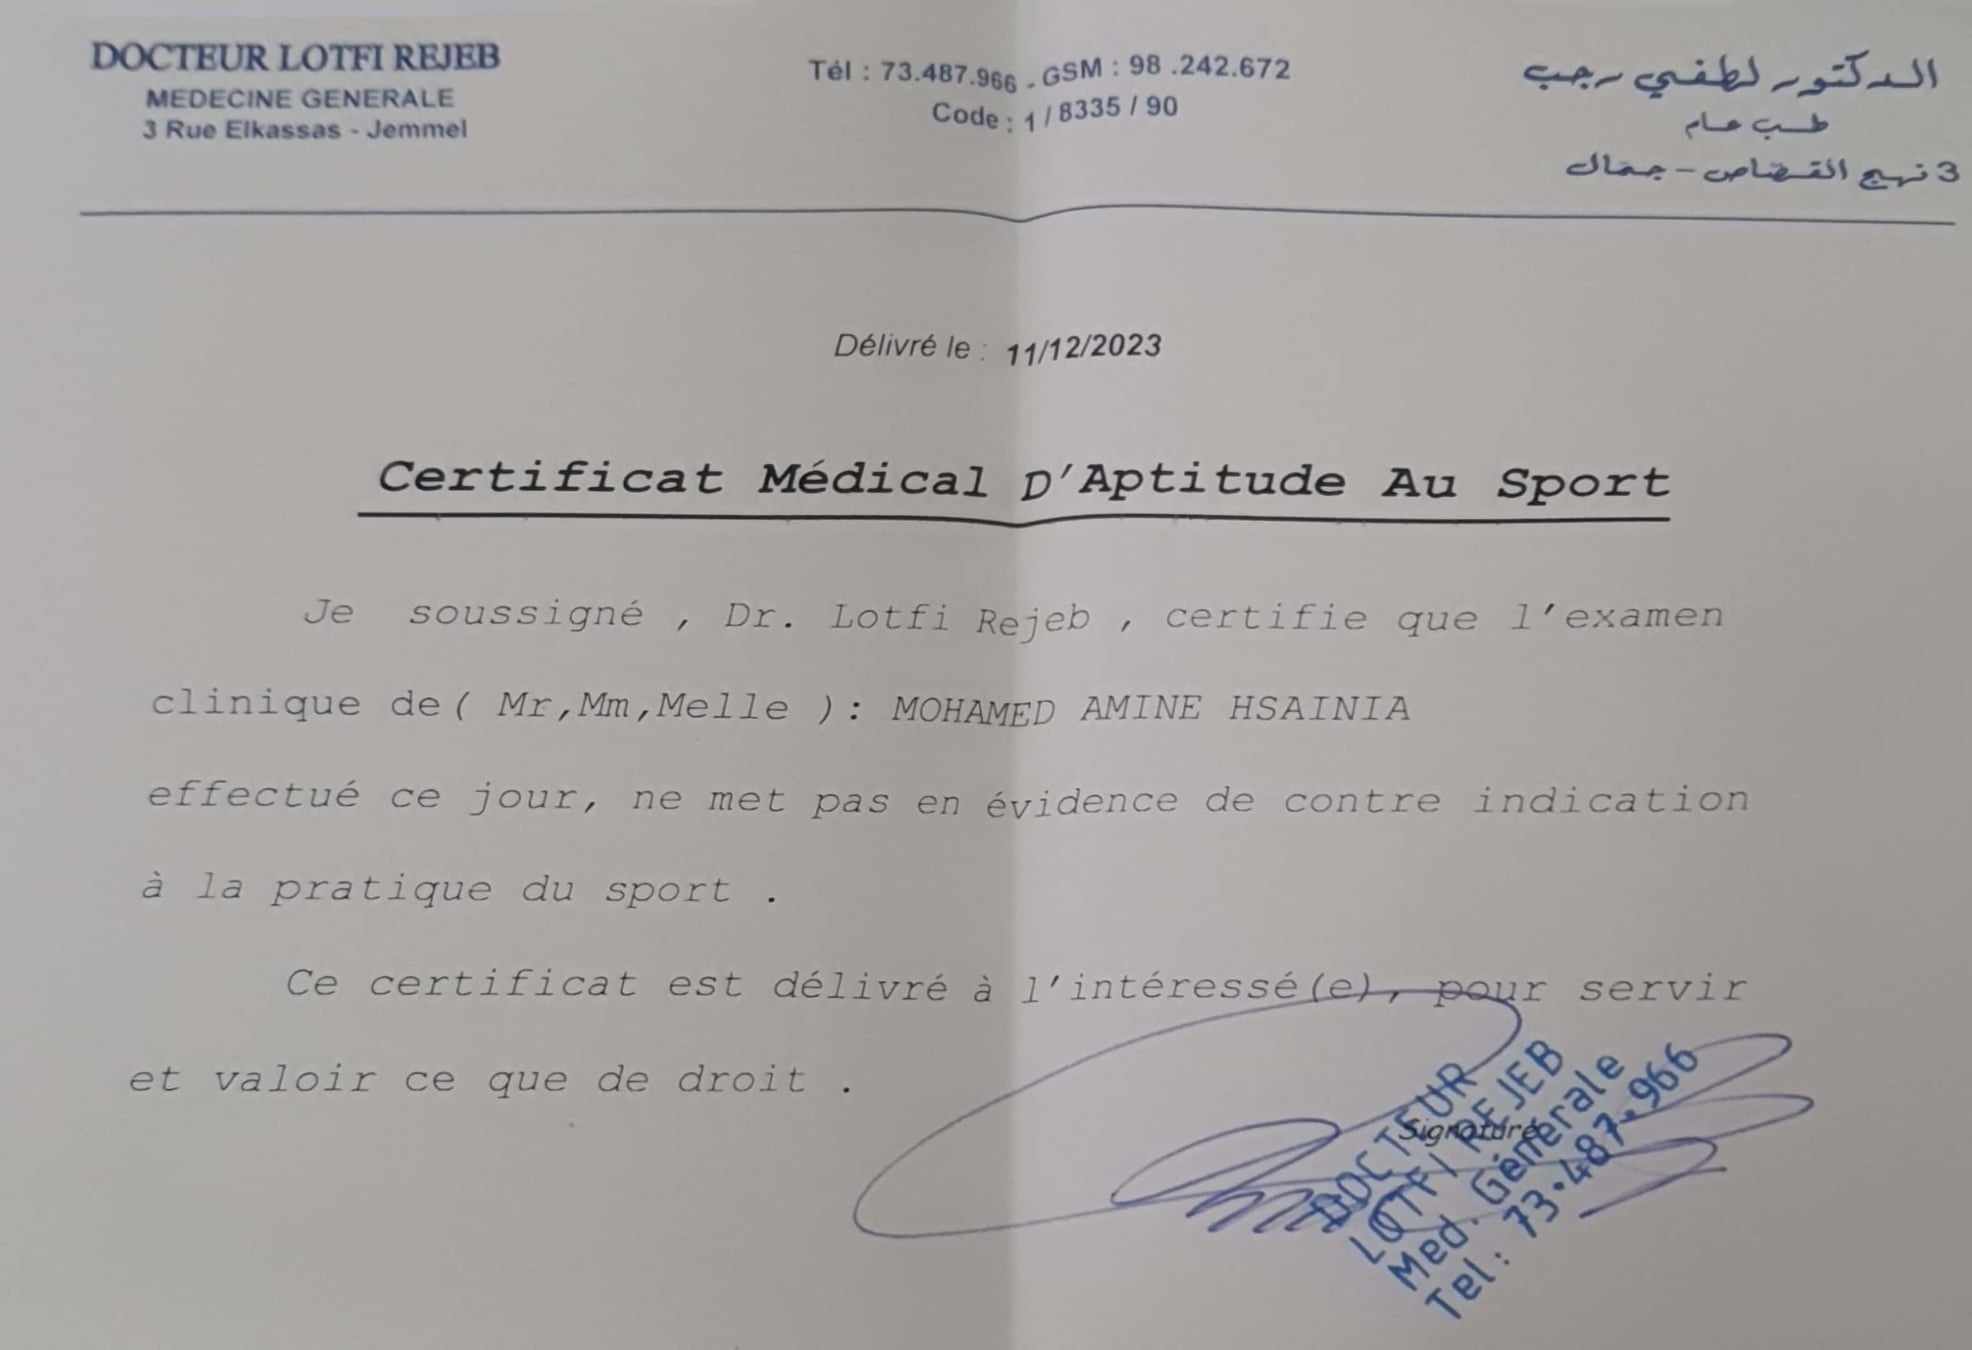 DOCTEUR LOTFI REJEB
MEDECINE GENERALE
3 Rue Elkassas - Jemmel
Tél : 73.487.966 - GSM : 98 .242.672
Code : 1 / 8335 / 90
الدكتور لطفي رجب
طب عام
3 نهج القصاص - جمال
Délivré le : 11/12/2023
Certificat Médical D'Aptitude Au Sport
Je soussigné , Dr. Lotfi Rejeb , certifie que l'examen
clinique de ( Mr,Mm,Melle ): MOHAMED AMINE HSAINIA
effectué ce jour, ne met pas en évidence de contre indication
à la pratique du sport .
Ce certificat est délivré à l'intéressé(e), pour servir
et valoir ce que de droit .
Signature
DOCTEUR
LOTFI REJEB
Med. Générale
Tel : 73.487.966